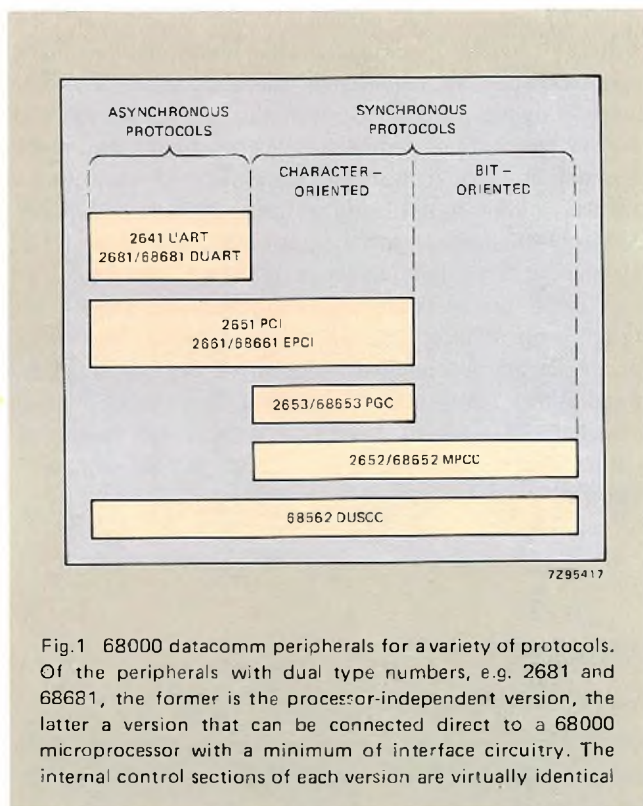 ASYNCHRONOUS
PROTOCOLS
SYNCHRONOUS
PROTOCOLS
CHARACTER –
ORIENTED
BIT –
ORIENTED
2641 UART
2681/68681 DUART
2651 PCI
2661/68661 EPCI
2653/68653 PGC
2652/68652 MPCC
68562 DUSCC
7Z95417
Fig.1 68000 datacomm peripherals for a variety of protocols.
Of the peripherals with dual type numbers, e.g. 2681 and
68681, the former is the processor-independent version, the
latter a version that can be connected direct to a 68000
microprocessor with a minimum of interface circuitry. The
internal control sections of each version are virtually identical